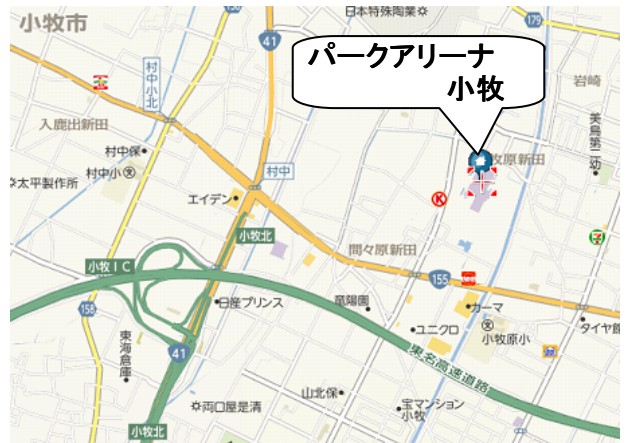 小牧市
日本特殊陶業
158
41
179
パークアリーナ
小牧
村中小北
岩崎
入鹿出新田
村中保
美鳥第二幼
牧原新田
村中小
太平製作所
村中
エイデン
K
小牧北
間々原新田
小牧IC
155
日産プリンス
竜陽園
カーマ
158
ユニクロ
小牧原小
タイヤ館
東海倉庫
41
東名高速道路
山北保
両口屋是清
宝マンション
小牧
小牧北